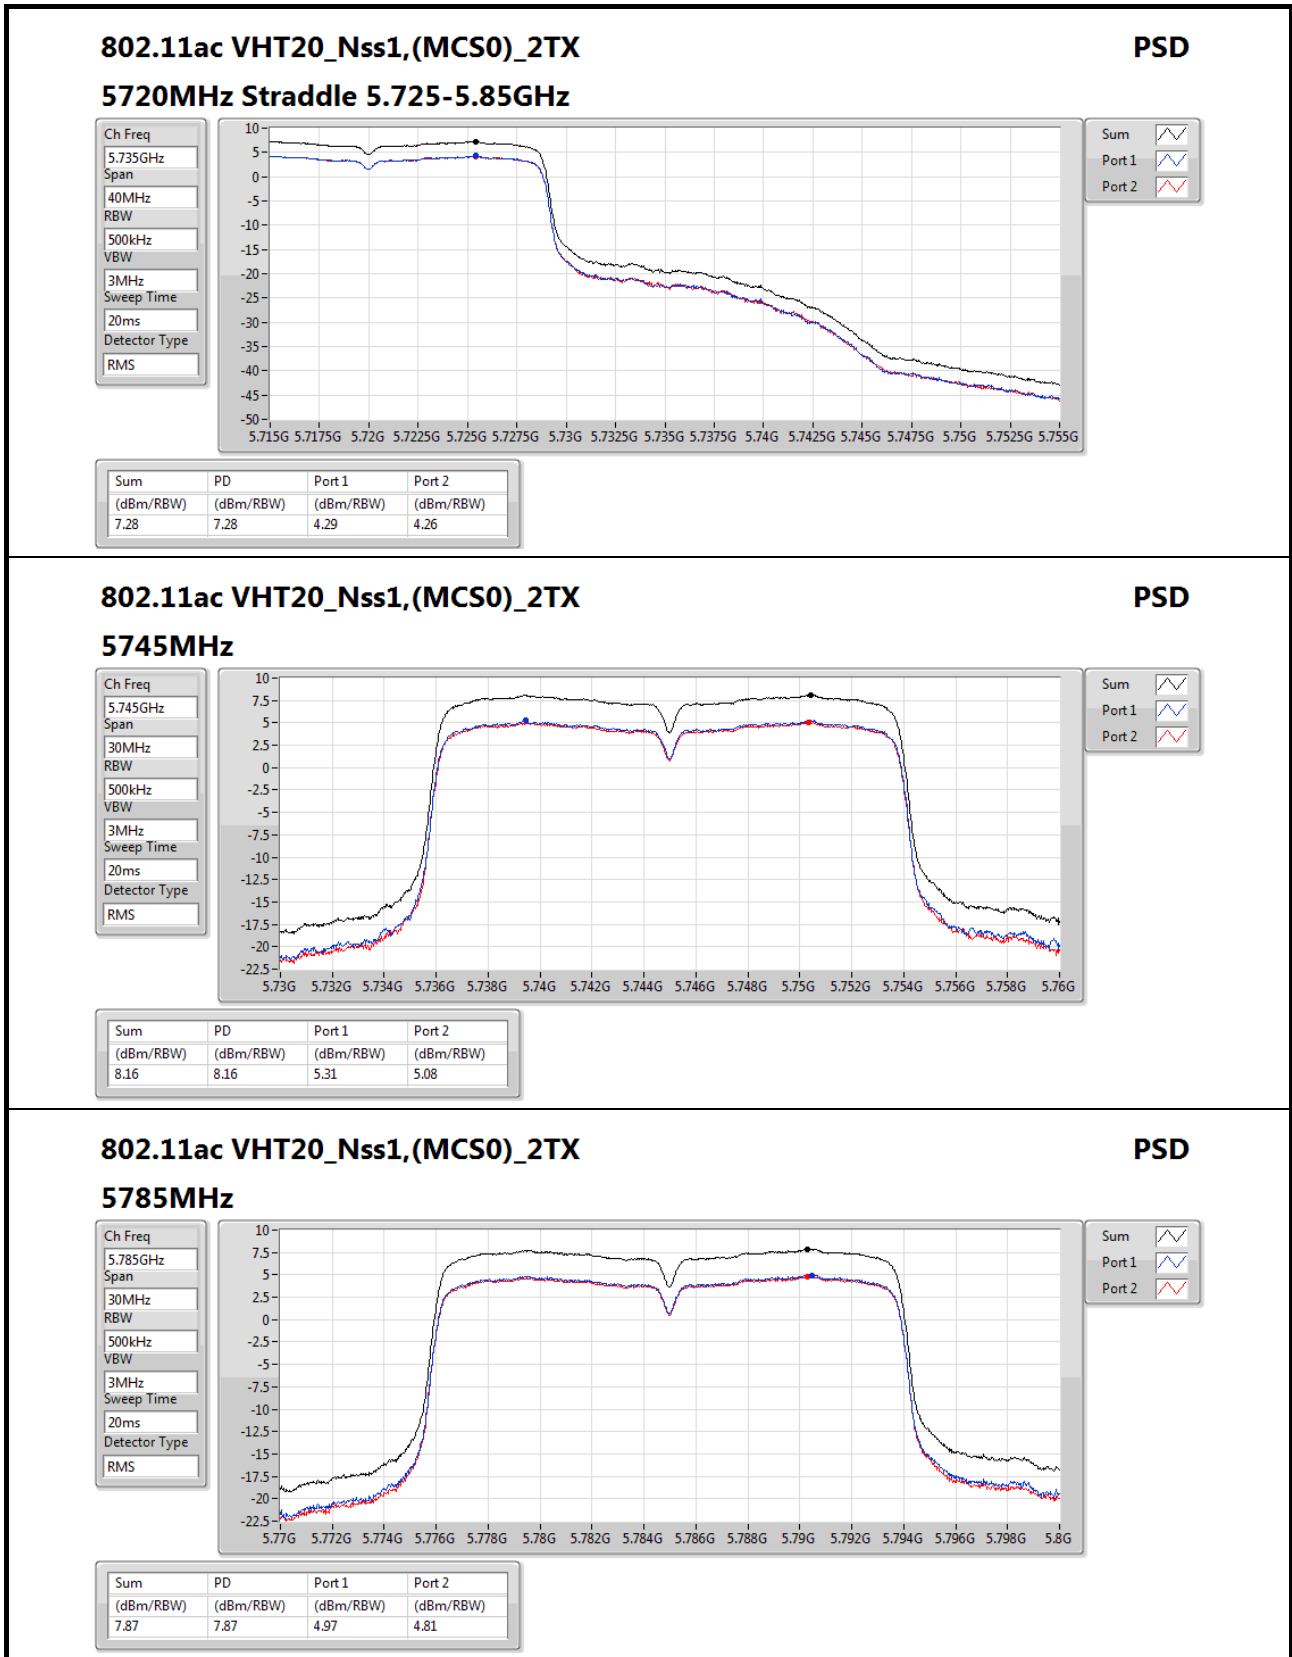 802.11ac VHT20_Nss1,(MCS0)_2TX PSD
5720MHz Straddle 5.725-5.85GHz
Ch Freq
5.735GHz
Span
40MHz
RBW
500kHz
VBW
3MHz
Sweep Time
20ms
Detector Type
RMS
10
5
0
-5
-10
-15
-20
-25
-30
-35
-40
-45
-50
5.715G 5.7175G 5.72G 5.7225G 5.725G 5.7275G 5.73G 5.7325G 5.735G 5.7375G 5.74G 5.7425G 5.745G 5.7475G 5.75G 5.7525G 5.755G
Sum
Port 1
Port 2
Sum PD Port 1 Port 2
(dBm/RBW) (dBm/RBW) (dBm/RBW) (dBm/RBW)
7.28 7.28 4.29 4.26
802.11ac VHT20_Nss1,(MCS0)_2TX PSD
5745MHz
Ch Freq
5.745GHz
Span
30MHz
RBW
500kHz
VBW
3MHz
Sweep Time
20ms
Detector Type
RMS
10
7.5
5
2.5
0
-2.5
-5
-7.5
-10
-12.5
-15
-17.5
-20
-22.5
5.73G 5.732G 5.734G 5.736G 5.738G 5.74G 5.742G 5.744G 5.746G 5.748G 5.75G 5.752G 5.754G 5.756G 5.758G 5.76G
Sum
Port 1
Port 2
Sum PD Port 1 Port 2
(dBm/RBW) (dBm/RBW) (dBm/RBW) (dBm/RBW)
8.16 8.16 5.31 5.08
802.11ac VHT20_Nss1,(MCS0)_2TX PSD
5785MHz
Ch Freq
5.785GHz
Span
30MHz
RBW
500kHz
VBW
3MHz
Sweep Time
20ms
Detector Type
RMS
10
7.5
5
2.5
0
-2.5
-5
-7.5
-10
-12.5
-15
-17.5
-20
-22.5
5.77G 5.772G 5.774G 5.776G 5.778G 5.78G 5.782G 5.784G 5.786G 5.788G 5.79G 5.792G 5.794G 5.796G 5.798G 5.8G
Sum
Port 1
Port 2
Sum PD Port 1 Port 2
(dBm/RBW) (dBm/RBW) (dBm/RBW) (dBm/RBW)
7.87 7.87 4.97 4.81